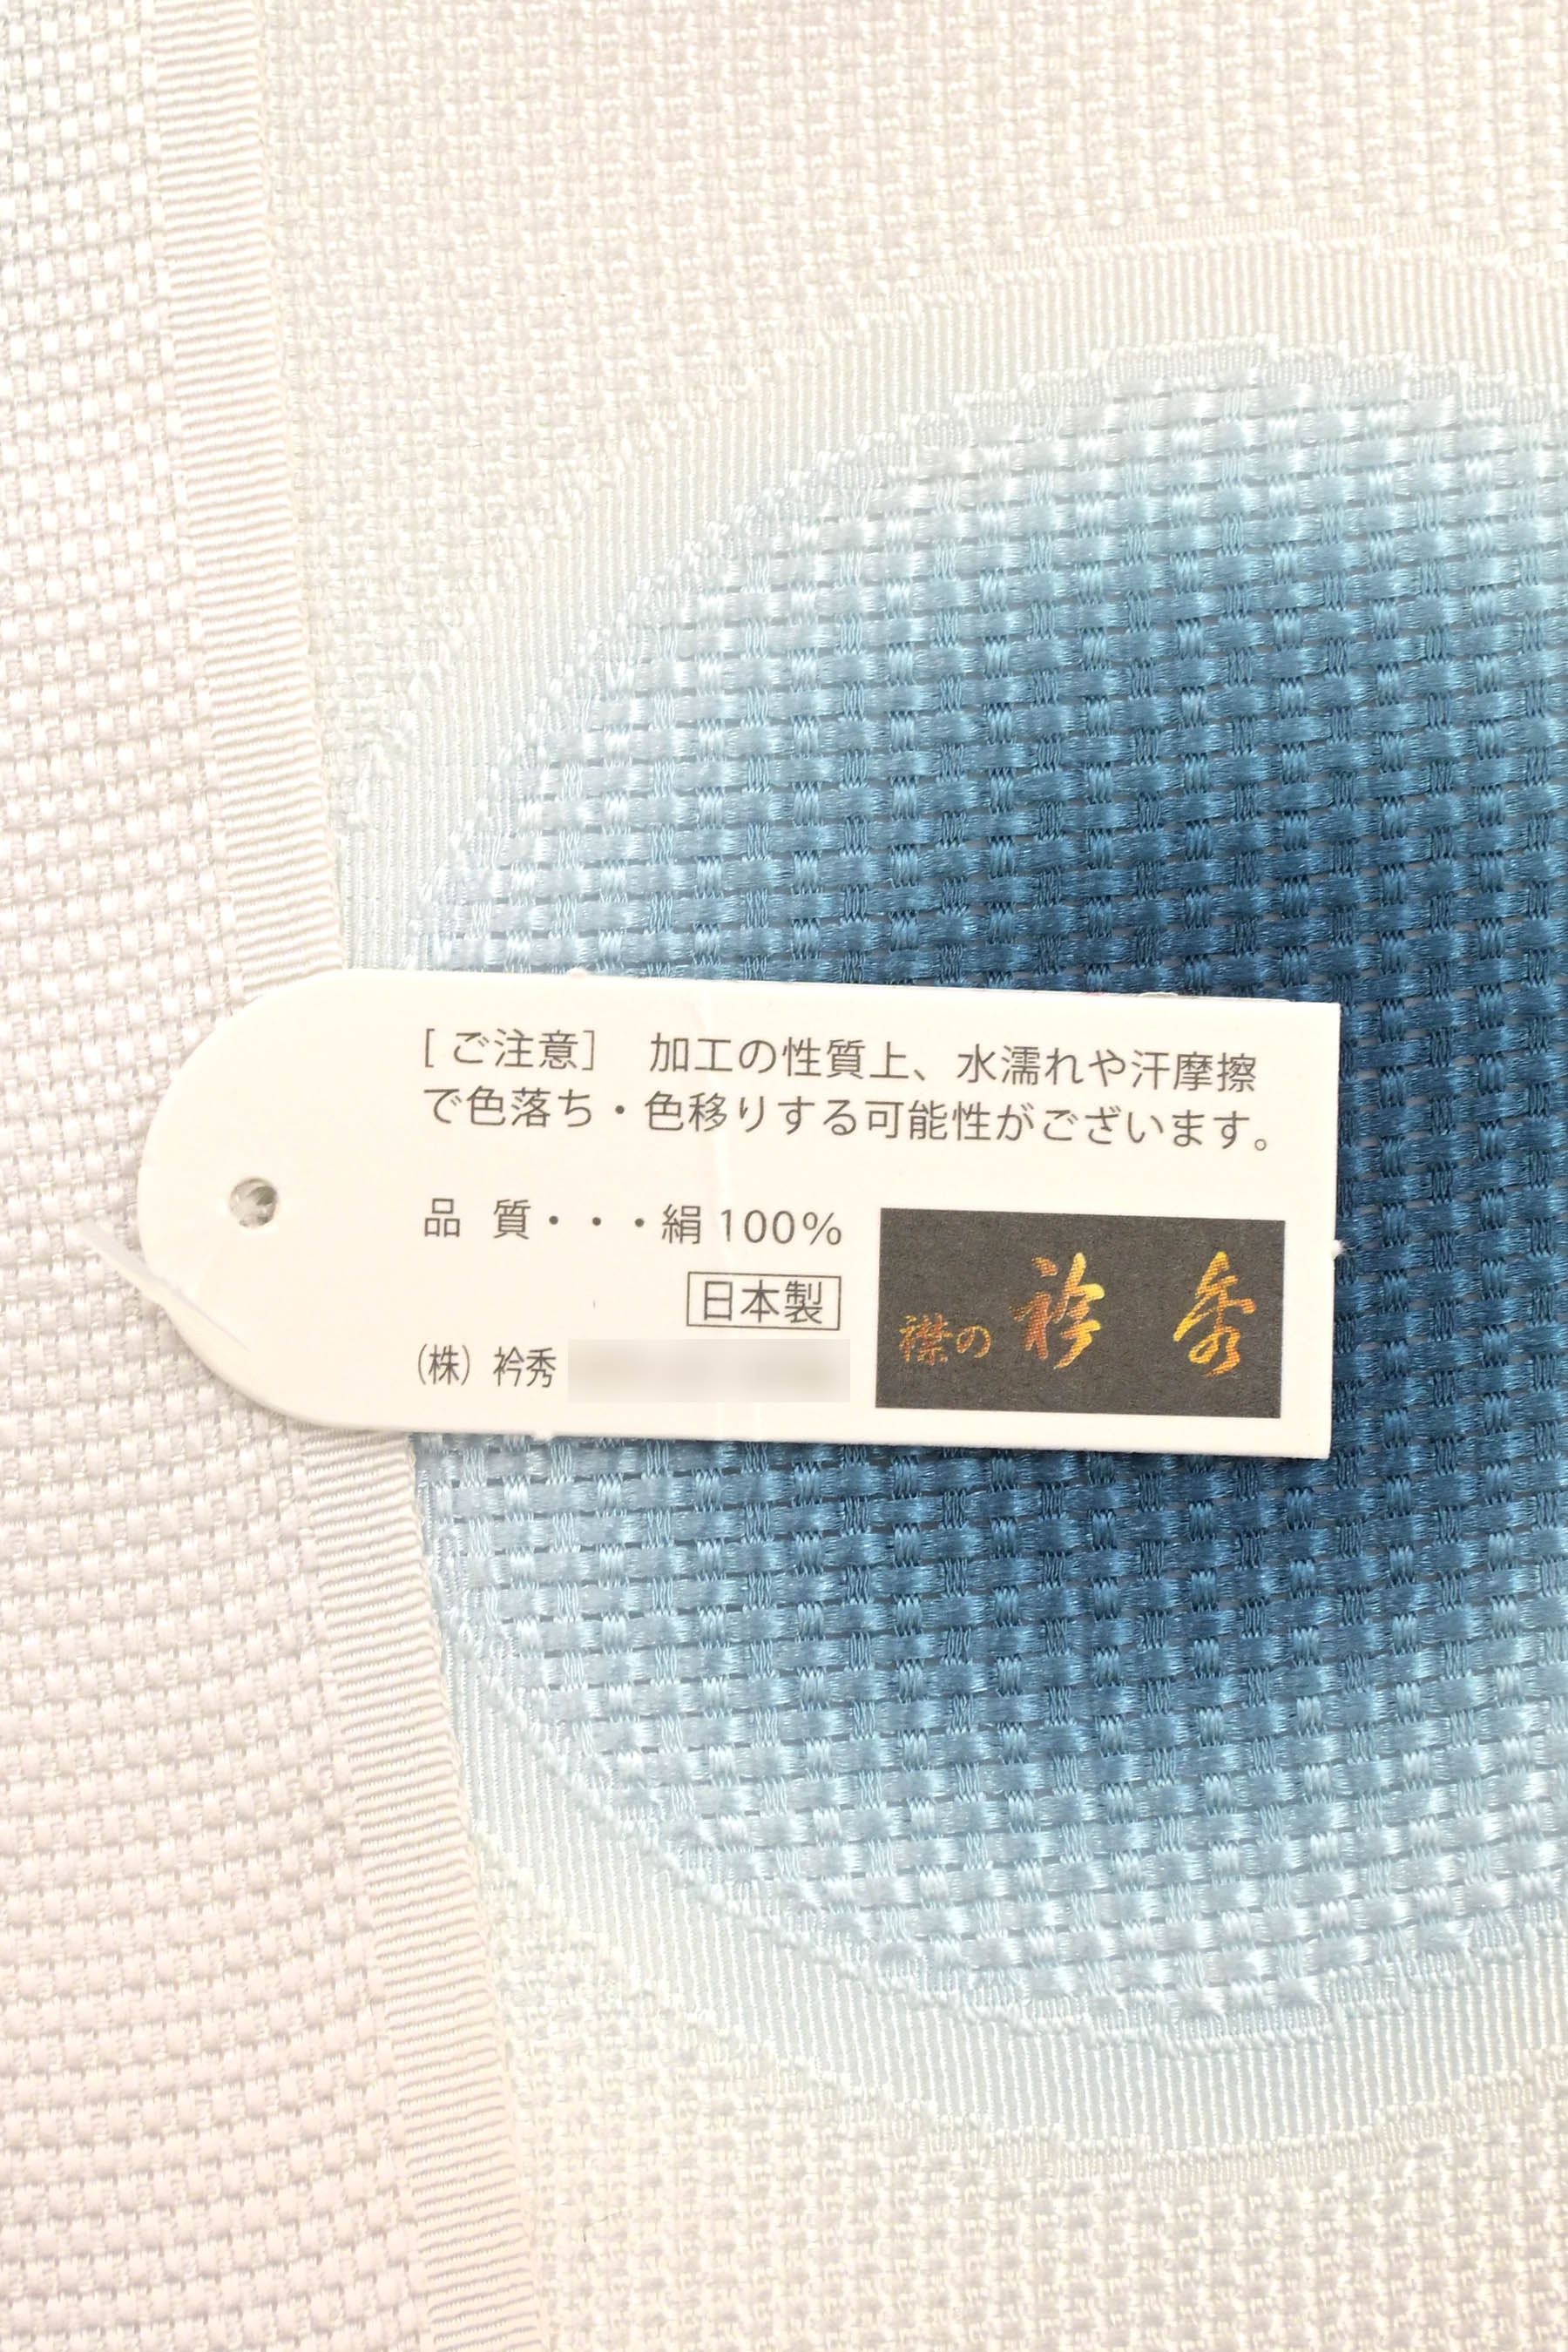 [ご注意] 加工の性質上、水濡れや汗摩擦
で色落ち・色移りする可能性がございます。
品 質・・・絹 100%
日本製
(株) 衿秀
襟の 衿 秀